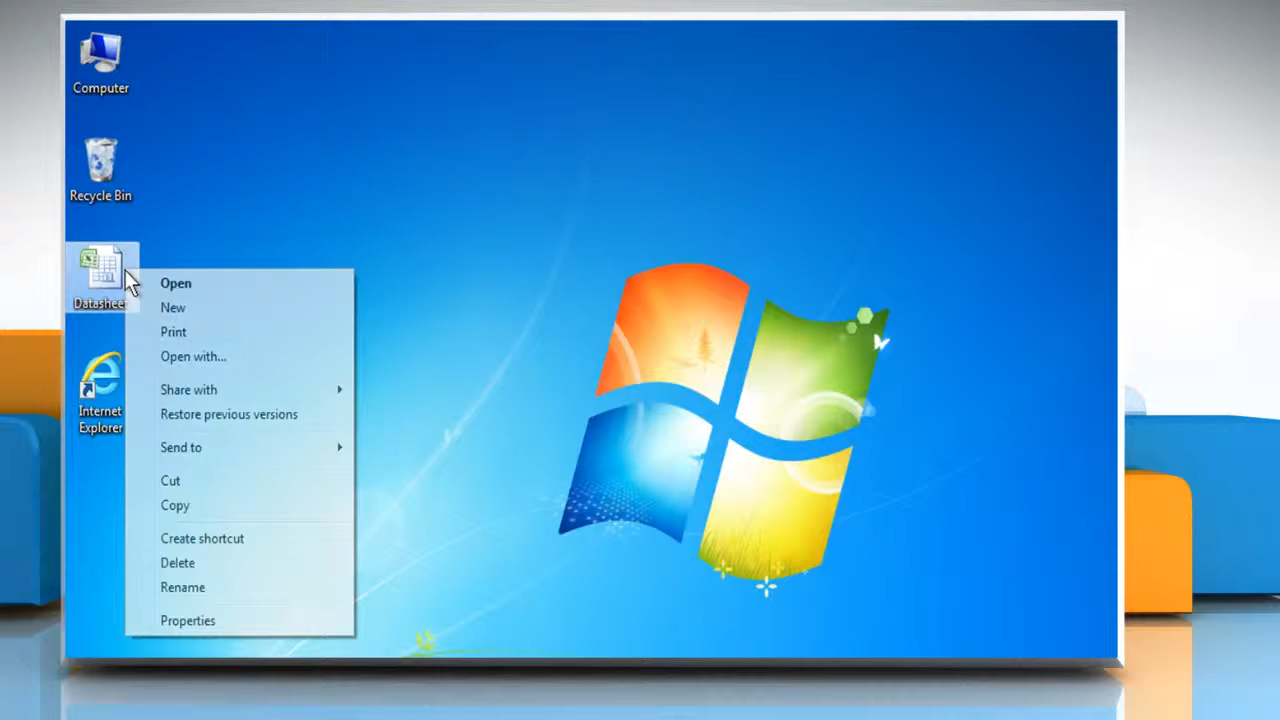 Computer
Recycle Bin
Datasheet
Internet
Explorer
Open
New
Print
Open with...
Share with
Restore previous versions
Send to
Cut
Copy
Create shortcut
Delete
Rename
Properties